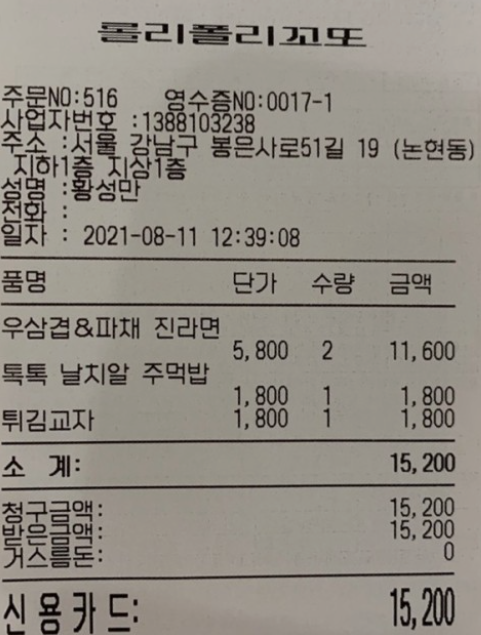 롤리폴리꼬또
주문NO:516 영수증NO:0017-1
사업자번호 :1388103238
주소 :서울 강남구 봉은사로51길 19 (논현동)
지하1층 지상1층
성명 :황성만
전화 :
일자 : 2021-08-11 12:39:08
품명 단가 수량 금액
우삼겹&파채 진라면
5,800 2 11,600
톡톡 날치알 주먹밥
1,800 1 1,800
튀김교자 1,800 1 1,800
소 계: 15,200
청구금액: 15,200
받은금액: 15,200
거스름돈: 0
신용카드: 15,200